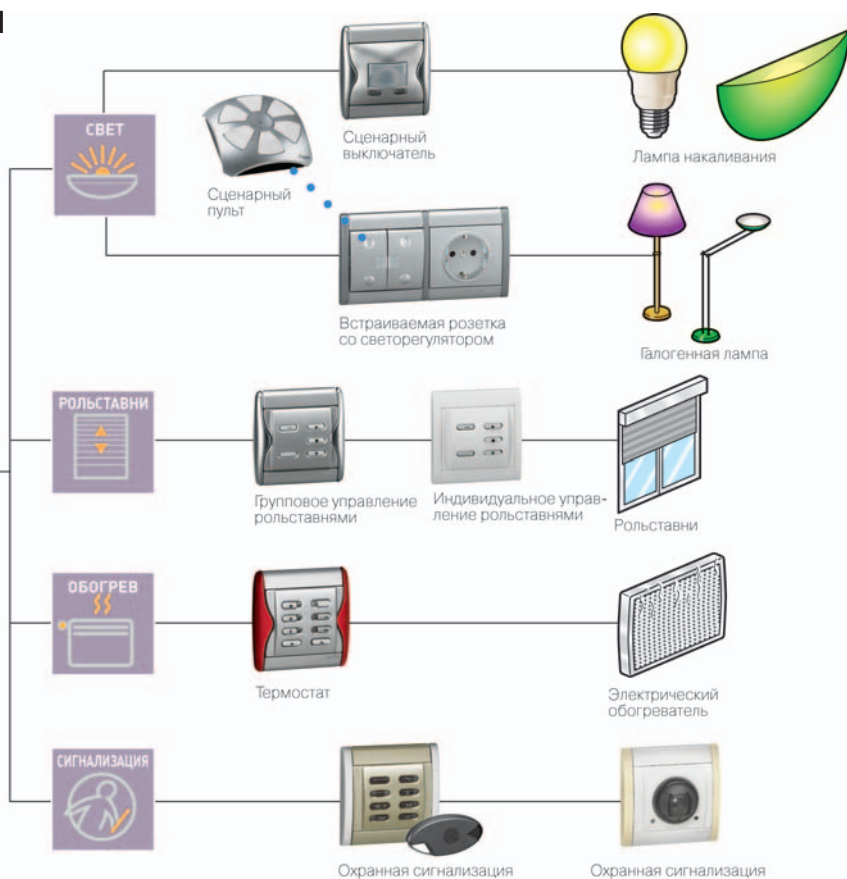 СВЕТ
Сценарный
выключатель
Лампа накаливания
Сценарный
пульт
Встраиваемая розетка
со светорегулятором
Галогенная лампа
РОЛЬСТАВНИ
Групповое управление
рольставнями
Индивидуальное управ-
ление рольставнями
Рольставни
ОБОГРЕВ
Термостат
Электрический
обогреватель
СИГНАЛИЗАЦИЯ
Охранная сигнализация
Охранная сигнализация